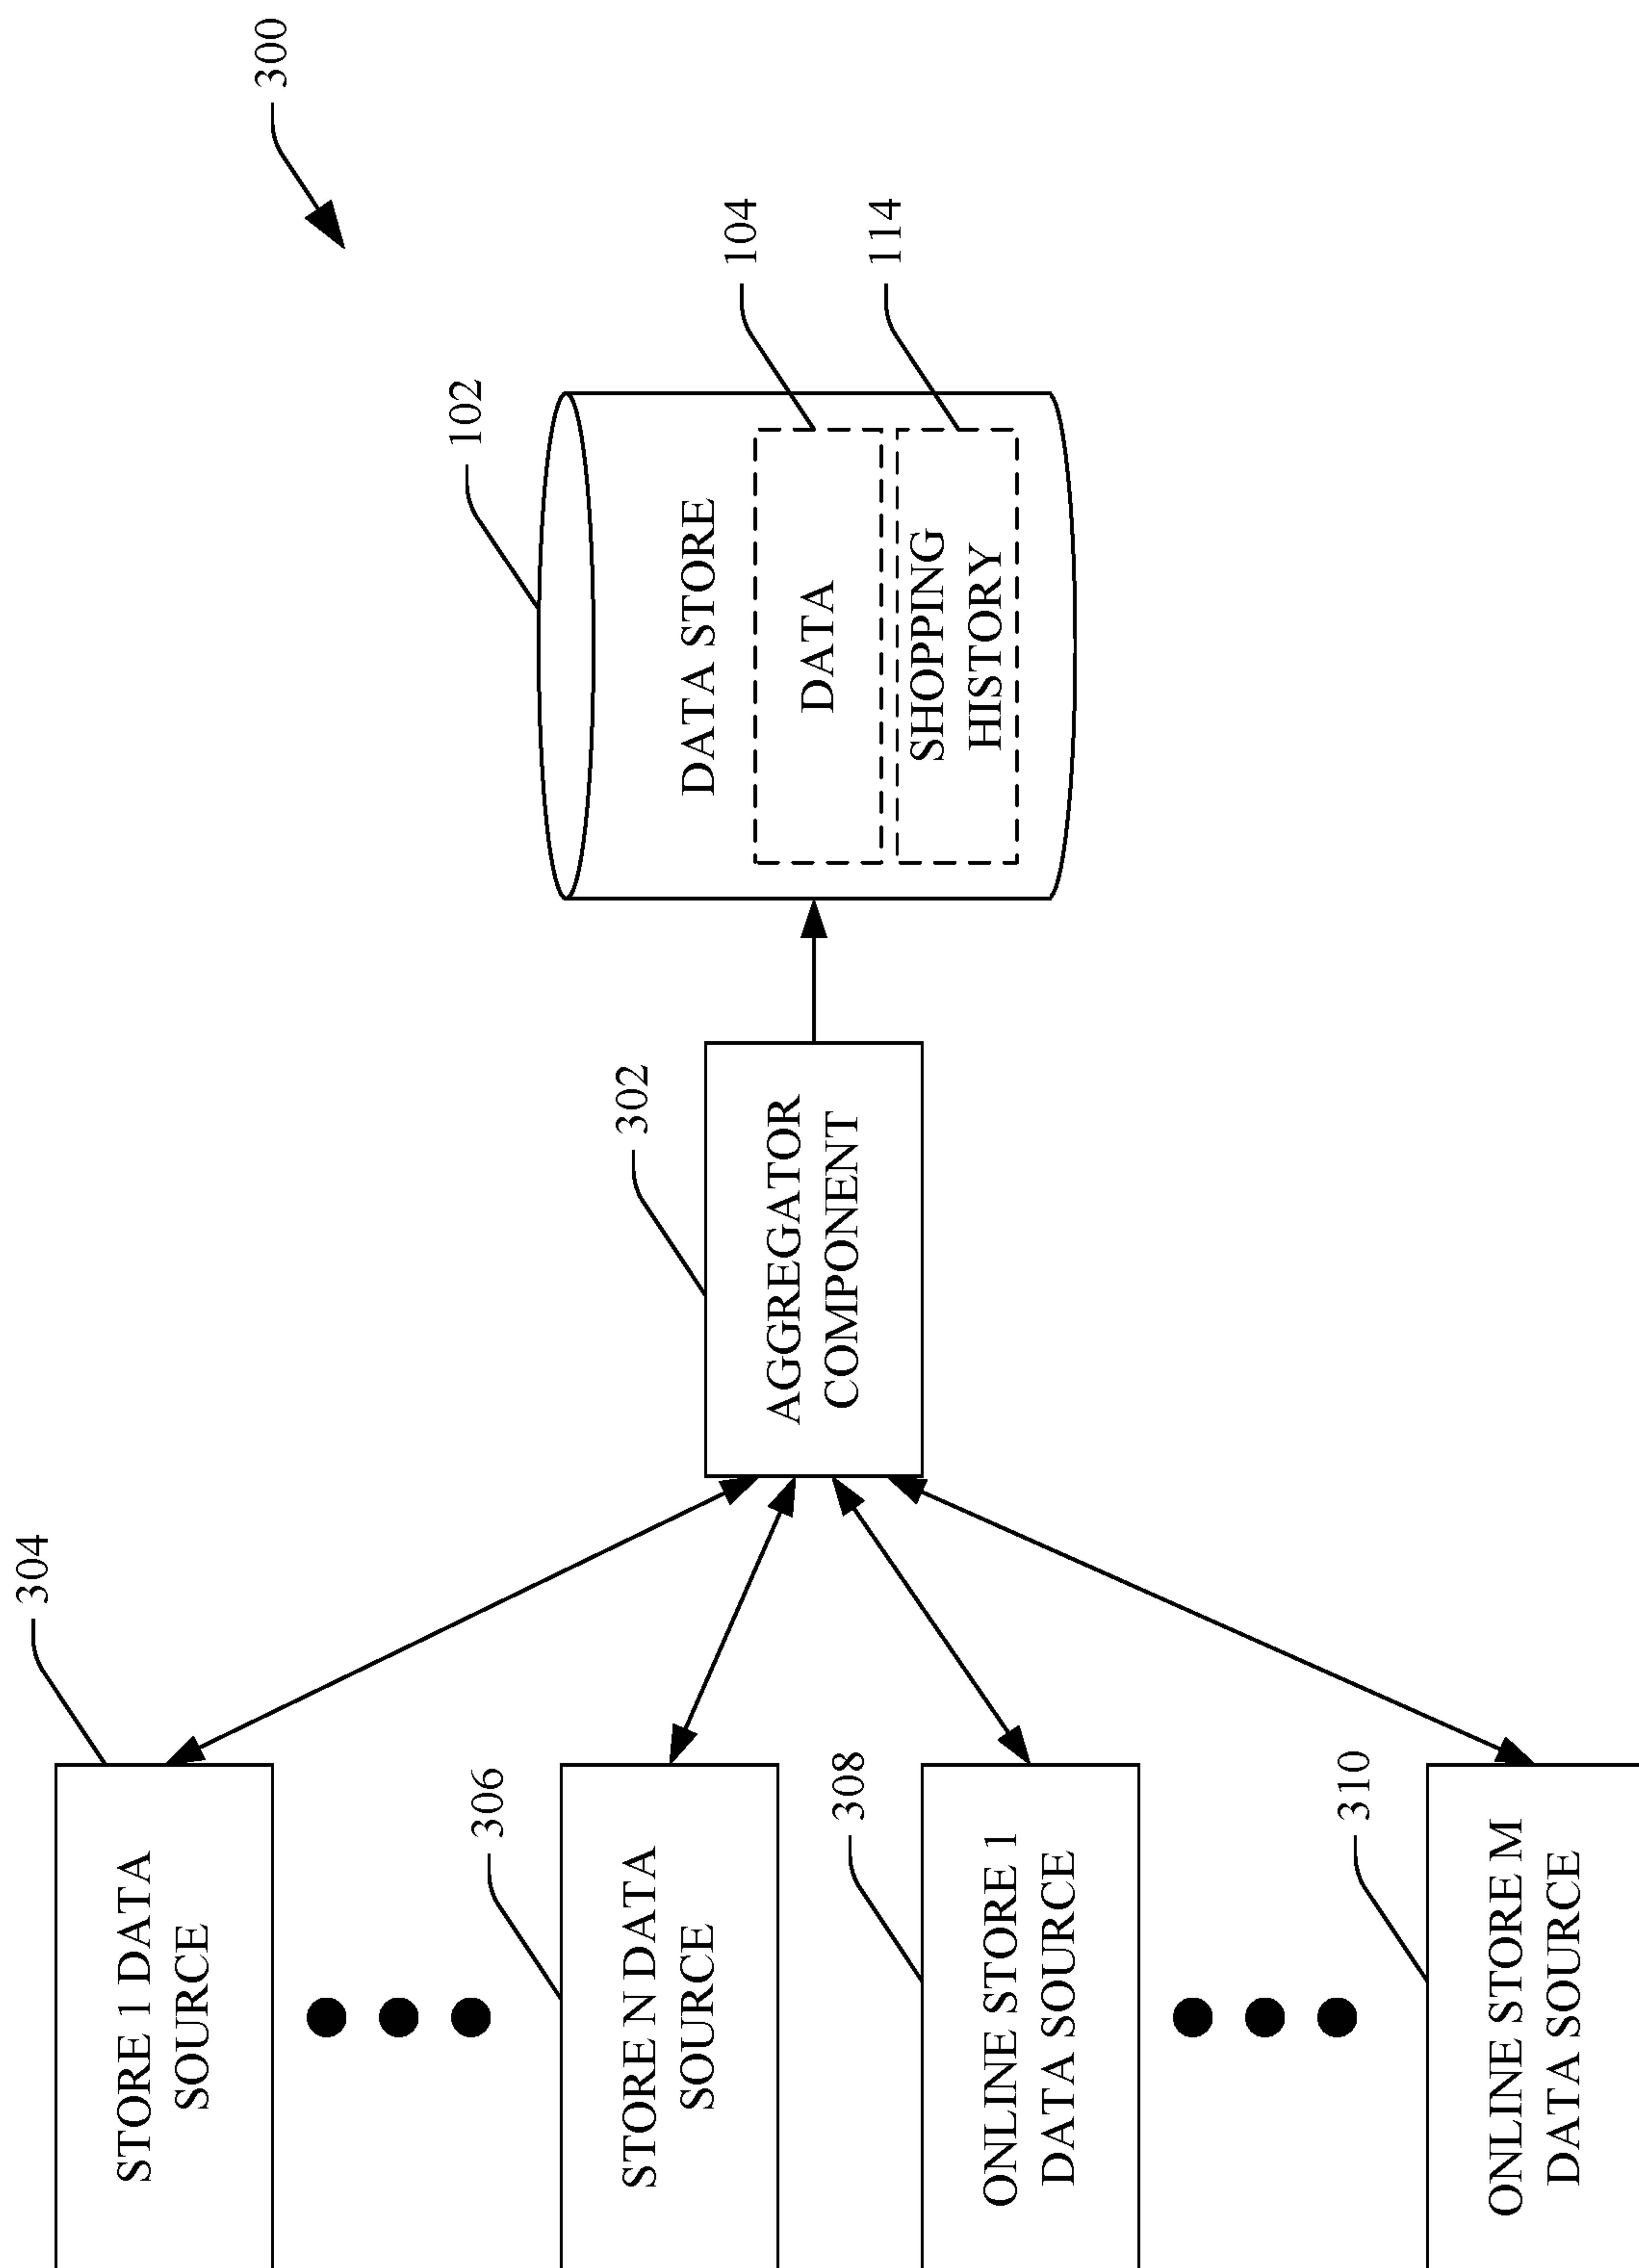 300
304
STORE 1 DATA
SOURCE
306
STORE N DATA
SOURCE
308
ONLINE STORE 1
DATA SOURCE
310
ONLINE STORE M
DATA SOURCE
302
AGGREGATOR
COMPONENT
102
DATA STORE
104
DATA
114
SHOPPING
HISTORY